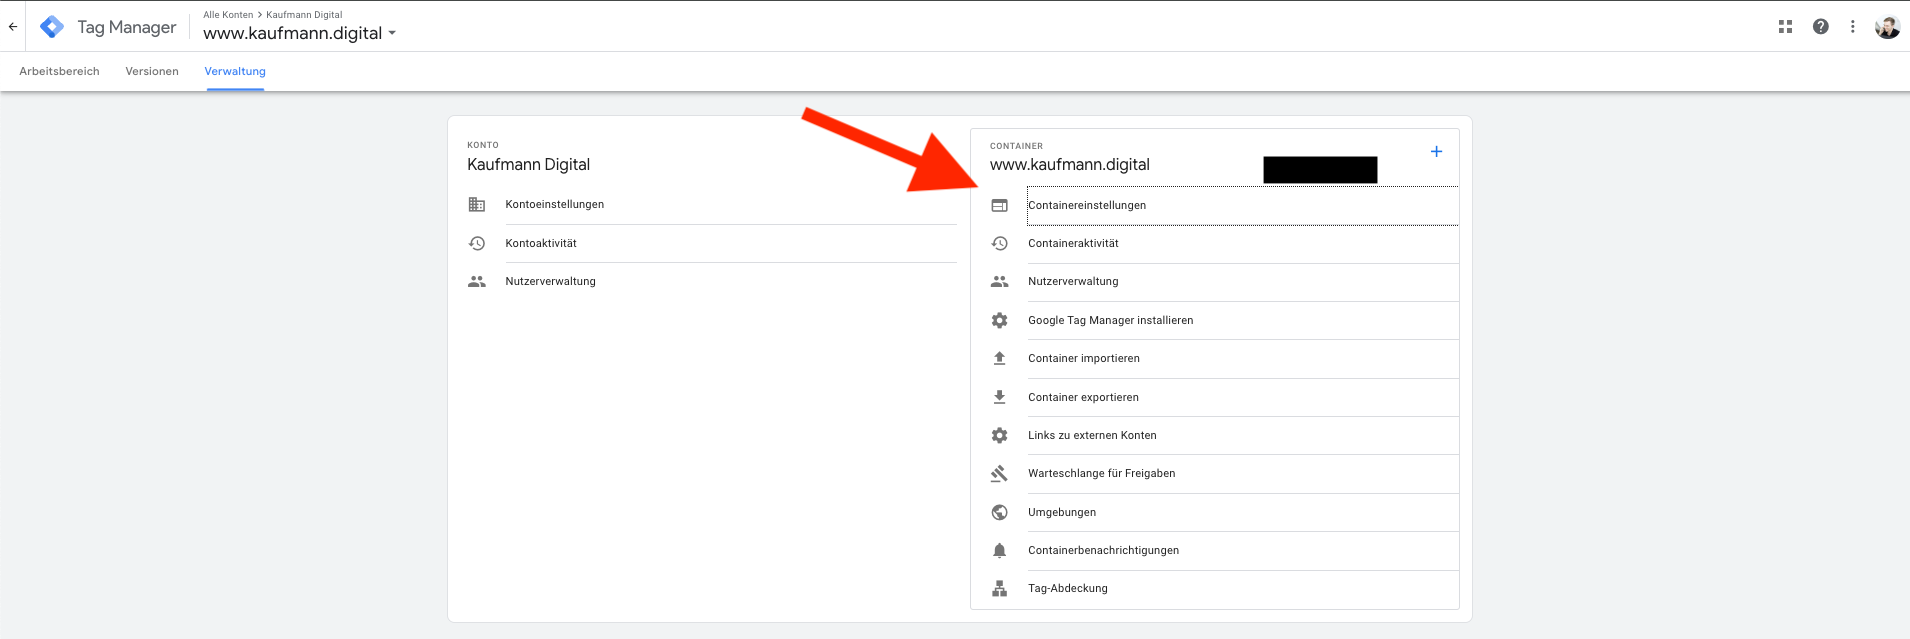 Tag Manager
Alle Konten > Kaufmann Digital
www.kaufmann.digital
Arbeitsbereich
Versionen
Verwaltung
KONTO
Kaufmann Digital
Kontoeinstellungen
Kontoaktivität
Nutzerverwaltung
CONTAINER
www.kaufmann.digital
Containereinstellungen
Containeraktivität
Nutzerverwaltung
Google Tag Manager installieren
Container importieren
Container exportieren
Links zu externen Konten
Warteschlange für Freigaben
Umgebungen
Containerbenachrichtigungen
Tag-Abdeckung